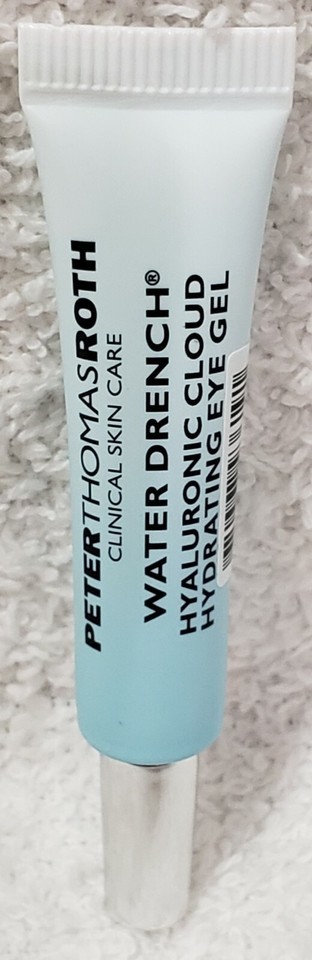 PETERTHOMASROTH
CLINICAL SKIN CARE
WATER DRENCH®
HYALURONIC CLOUD
HYDRATING EYE GEL